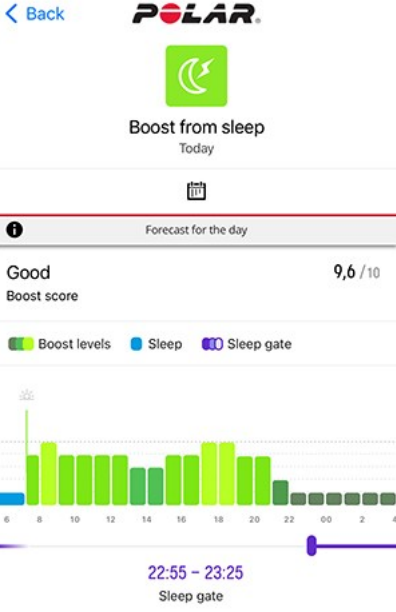 Back
POLAR.
Boost from sleep
Today
Forecast for the day
Good
9,6 /10
Boost score
Boost levels
Sleep
Sleep gate
6 8 10 12 14 16 18 20 22 00 2 4
22:55 – 23:25
Sleep gate